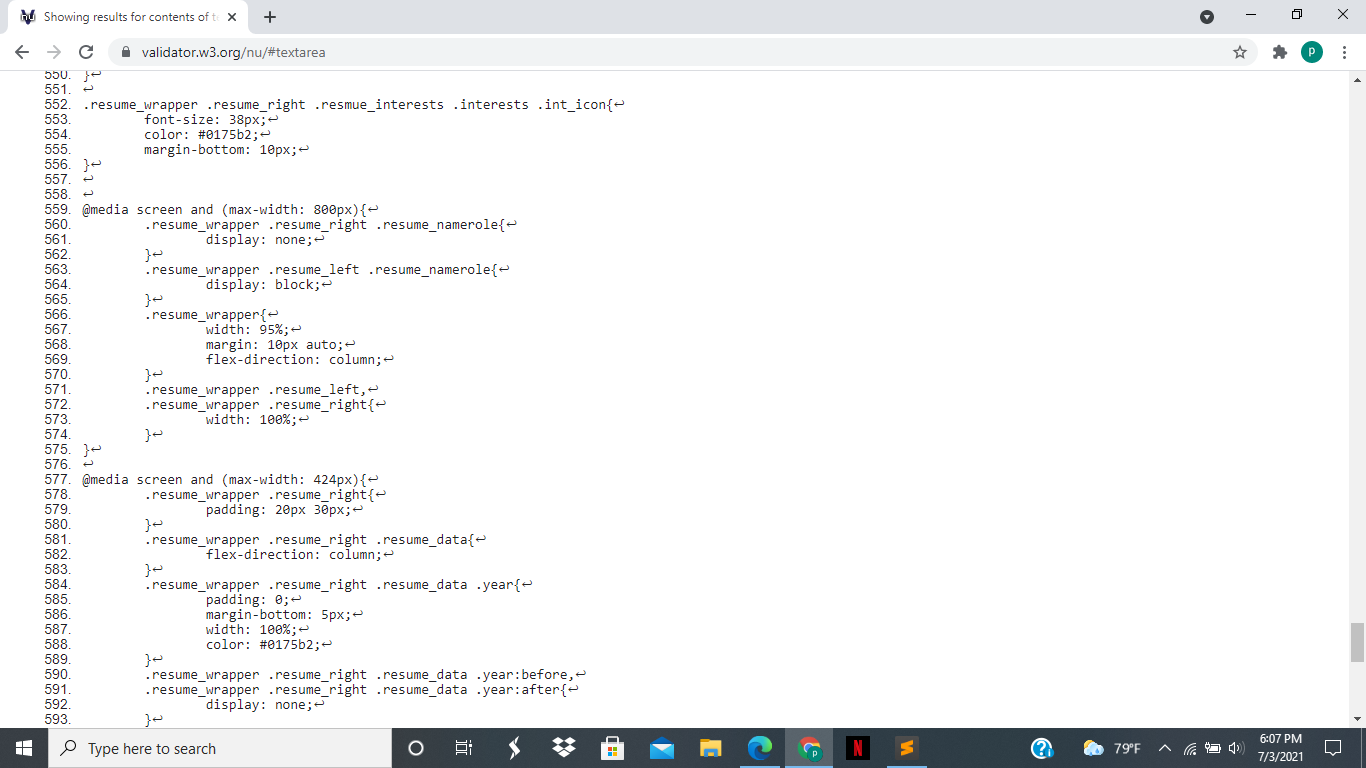 Showing results for contents of t
validator.w3.org/nu/#textarea
P
550. }↩
551. ↩
552. .resume_wrapper .resume_right .resmue_interests .interests .int_icon{↩
553. font-size: 38px;↩
554. color: #0175b2;↩
555. margin-bottom: 10px;↩
556. }↩
557. ↩
558. ↩
559. @media screen and (max-width: 800px){↩
560. .resume_wrapper .resume_right .resume_namerole{↩
561. display: none;↩
562. }↩
563. .resume_wrapper .resume_left .resume_namerole{↩
564. display: block;↩
565. }↩
566. .resume_wrapper{↩
567. width: 95%;↩
568. margin: 10px auto;↩
569. flex-direction: column;↩
570. }↩
571. .resume_wrapper .resume_left,↩
572. .resume_wrapper .resume_right{↩
573. width: 100%;↩
574. }↩
575. }↩
576. ↩
577. @media screen and (max-width: 424px){↩
578. .resume_wrapper .resume_right{↩
579. padding: 20px 30px;↩
580. }↩
581. .resume_wrapper .resume_right .resume_data{↩
582. flex-direction: column;↩
583. }↩
584. .resume_wrapper .resume_right .resume_data .year{↩
585. padding: 0;↩
586. margin-bottom: 5px;↩
587. width: 100%;↩
588. color: #0175b2;↩
589. }↩
590. .resume_wrapper .resume_right .resume_data .year:before,↩
591. .resume_wrapper .resume_right .resume_data .year:after{↩
592. display: none;↩
593. }↩
Type here to search
79°F
6:07 PM
7/3/2021